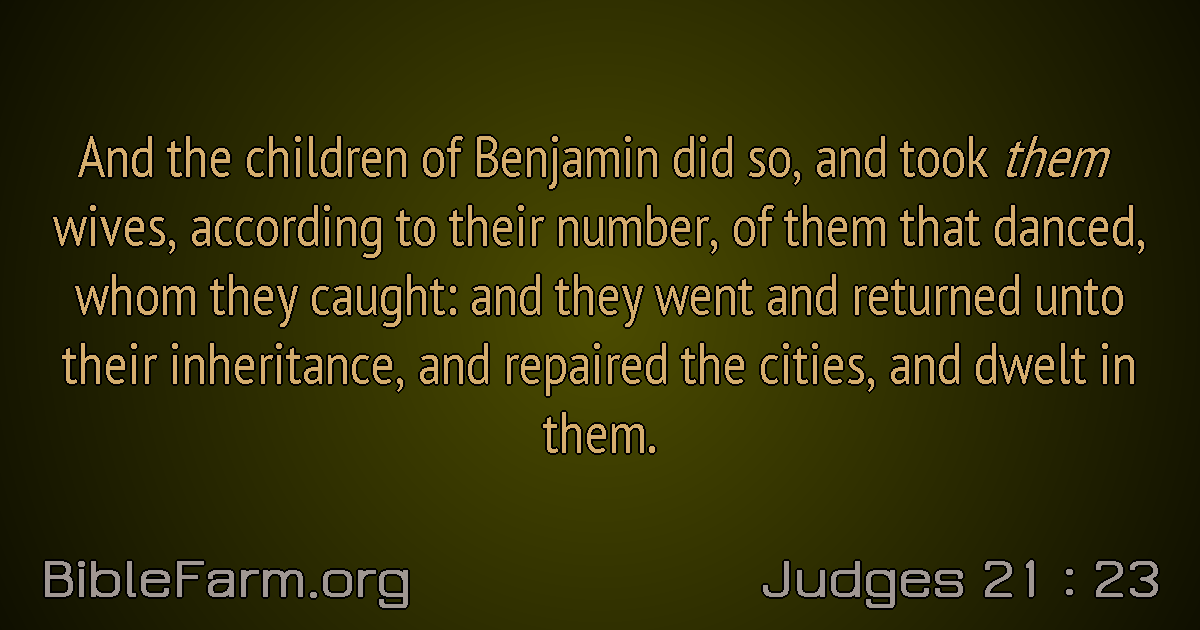 And the children of Benjamin did so, and took them
wives, according to their number, of them that danced,
whom they caught: and they went and returned unto
their inheritance, and repaired the cities, and dwelt in
them.
BibleFarm.org
Judges 21 : 23